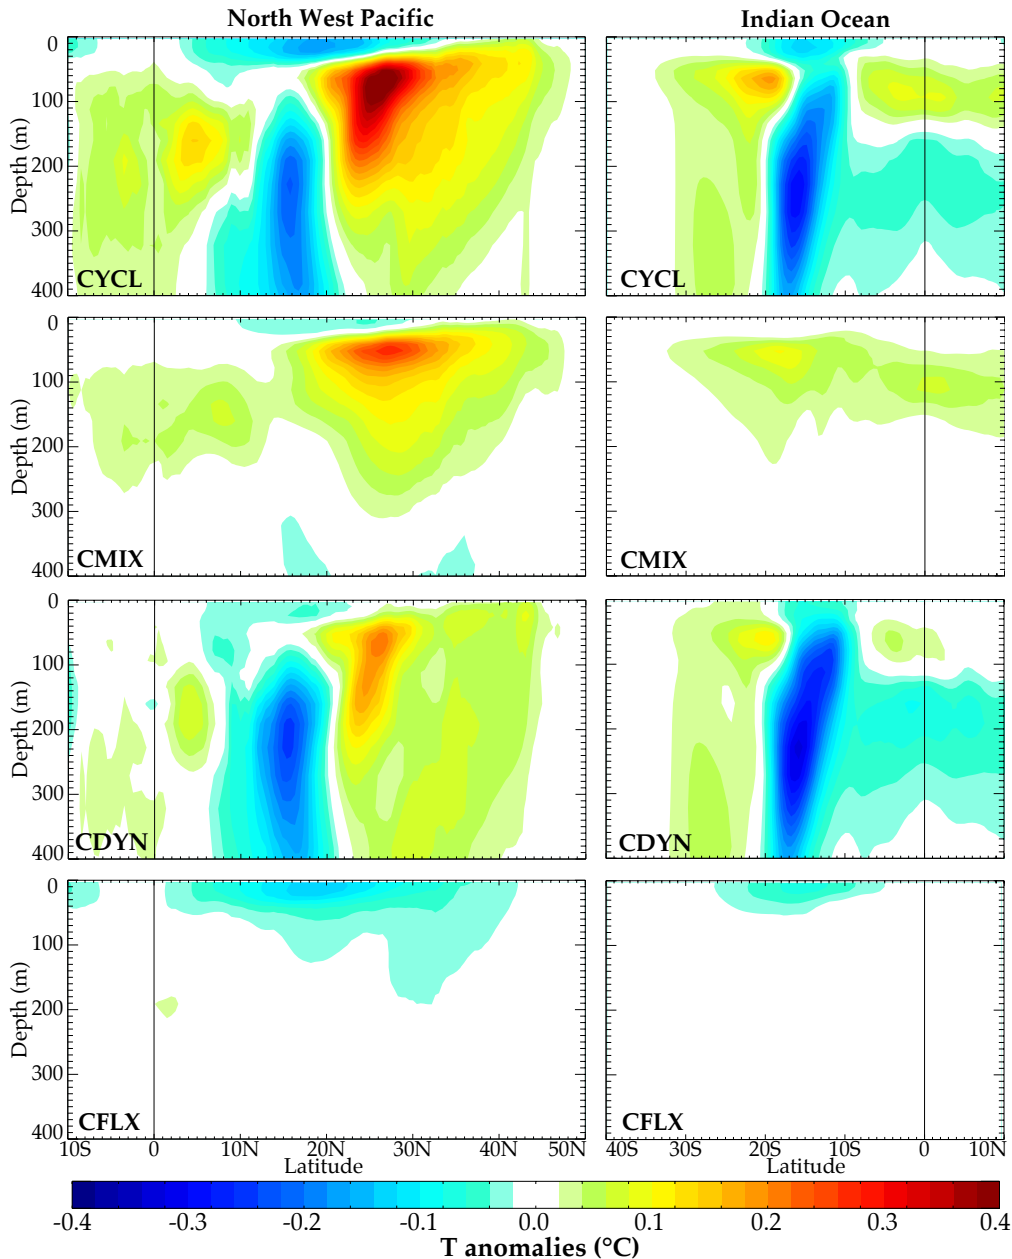 North West Pacific
Indian Ocean
0
100
200
300
400
Depth (m)
CYCL
CYCL
0
100
200
300
400
Depth (m)
CMIX
CMIX
0
100
200
300
400
Depth (m)
CDYN
CDYN
0
100
200
300
400
Depth (m)
CFLX
CFLX
10S 0 10N 20N 30N 40N 50N
40S 30S 20S 10S 0 10N
Latitude
Latitude
-0.4 -0.3 -0.2 -0.1 0.0 0.1 0.2 0.3 0.4
T anomalies (°C)